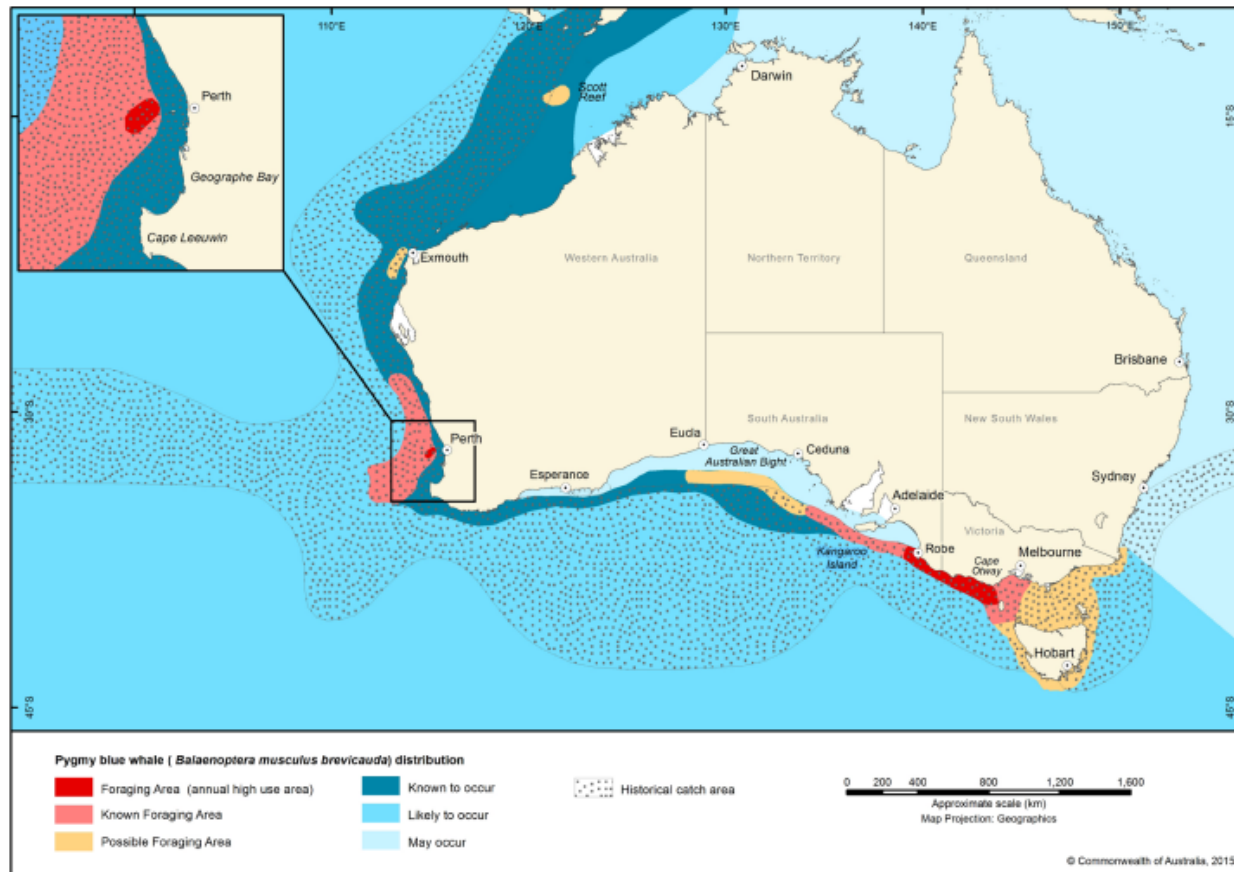 110°E
120°E
130°E
140°E
150°E
Perth
Geographe Bay
Cape Leeuwin
Scott
Reef
Darwin
15°S
Exmouth
Western Australia
Northern Territory
Queensland
Brisbane
30°S
30°S
South Australia
New South Wales
Perth
Eucla
Great
Australian Bight
Ceduna
Esperance
Sydney
Adelaide
Victoria
Kangaroo
Island
Robe
Cape
Otway
Melbourne
Hobart
45°S
45°S
Pygmy blue whale ( Balaenoptera musculus brevicauda) distribution
Foraging Area (annual high use area)
Known to occur
Historical catch area
0 200 400 800 1,200 1,600
Approximate scale (km)
Map Projection: Geographics
Known Foraging Area
Likely to occur
Possible Foraging Area
May occur
© Commonwealth of Australia, 2015